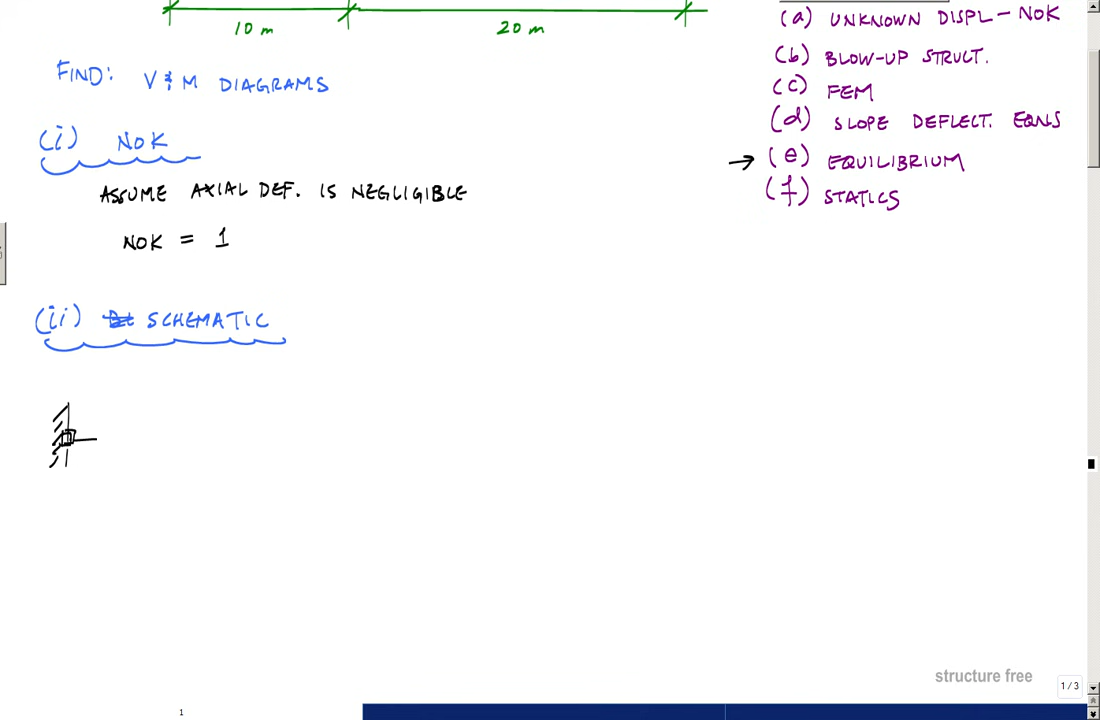 10 m 20 m
FIND: V & M DIAGRAMS
(i) NOK
ASSUME AXIAL DEF. IS NEGLIGIBLE
NOK = 1
(ii) SCHEMATIC
(a) UNKNOWN DISPL - NOK
(b) BLOW-UP STRUCT.
(c) FEM
(d) SLOPE DEFLECT. EQNS
→ (e) EQUILIBRIUM
(f) STATICS
structure free
1 / 3
1